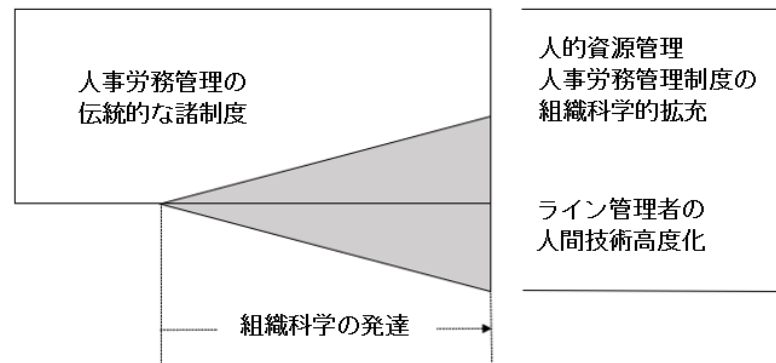 人事労務管理の
伝統的な諸制度
人的資源管理
人事労務管理制度の
組織科学的拡充
ライン管理者の
人間技術高度化
組織科学の発達